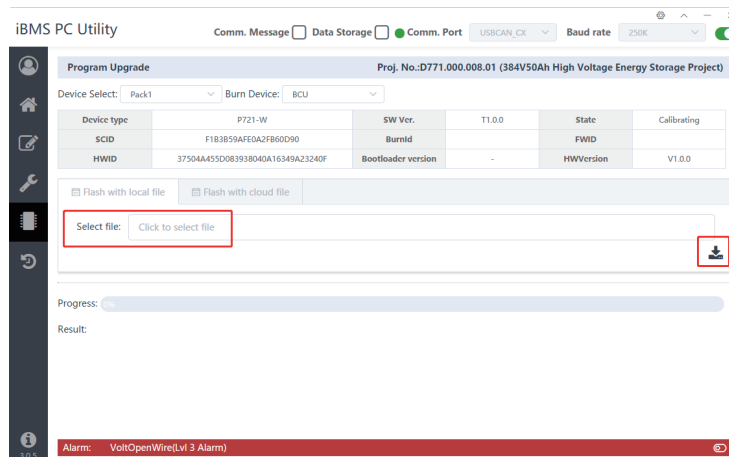 iBMS PC Utility
Comm. Message Data Storage Comm. Port USBCAN_CX Baud rate 250K
Program Upgrade Proj. No.:D771.000.008.01 (384V50Ah High Voltage Energy Storage Project)
Device Select: Pack1 Burn Device: BCU
Device type P721-W SW Ver. T1.0.0 State Calibrating
SCID F1B3B59AFE0A2FB60D90 BurnId FWID
HWID 37504A455D083938040A16349A23240F Bootloader version - HWVersion V1.0.0
Flash with local file Flash with cloud file
Select file: Click to select file
Progress: 0%
Result:
Alarm: VoltOpenWire(Lvl 3 Alarm)
3.0.5